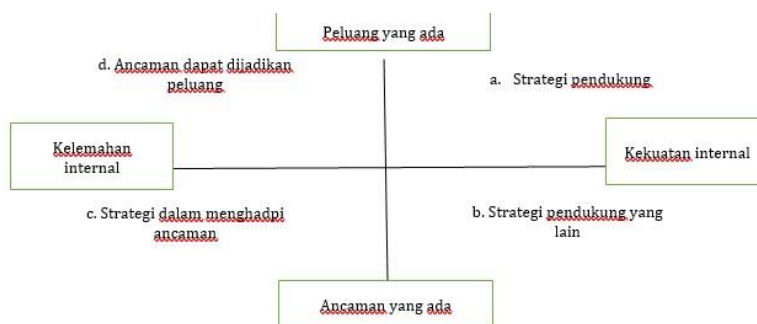 Peluang yang ada
d. Ancaman dapat dijadikan
peluang
a. Strategi pendukung
Kelemahan
internal
Kekuatan internal
c. Strategi dalam menghadpi
ancaman
b. Strategi pendukung yang
lain
Ancaman yang ada